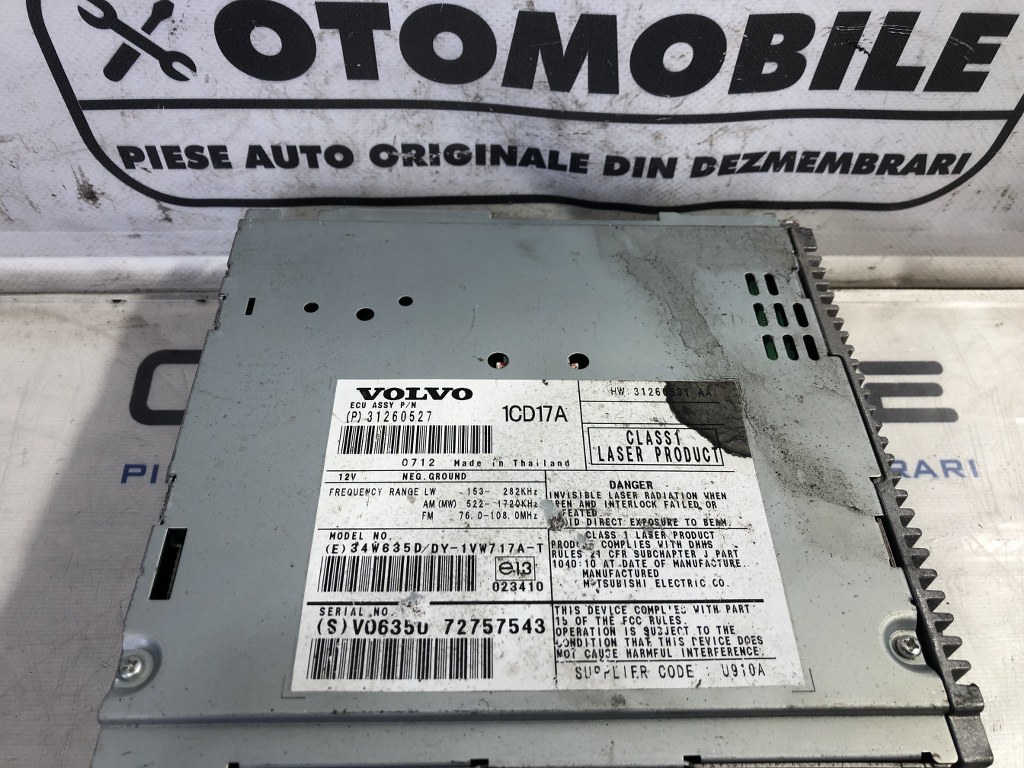 OTOMOBILE
PIESE AUTO ORIGINALE DIN DEZMEMBRARI
VOLVO
ECU ASSY P/N
(P) 31260527
1CD17A
HW: 31260521 AA
CLASS1
LASER PRODUCT
0712 Made in Thailand
12V NEG.GROUND
FREQUENCY RANGE LW 153- 282KHz
AM(MW) 522- 1720KHz
FM 76.0-108.0MHz
DANGER
INVISIBLE LASER RADIATION WHEN
OPEN AND INTERLOCK FAILED OR
AVOID DIRECT EXPOSURE TO BEAM.
CLASS 1 LASER PRODUCT
PRODUCT COMPLIES WITH DHHS
RULES 21 CFR SUBCHAPTER J PART
1040:10 AT DATE OF MANUFACTURE.
MANUFACTURED
MITSUBISHI ELECTRIC CO.
MODEL NO.
(E) 34W635D/DY-1VW717A-T
e13
023410
SERIAL NO.
(S)V06350 72757543
THIS DEVICE COMPLIES WITH PART
15 OF THE FCC RULES.
OPERATION IS SUBJECT TO THE
CONDITION THAT THIS DEVICE DOES
NOT CAUSE HARMFUL INTERFERENCE.
SUPPLIER CODE : U910A